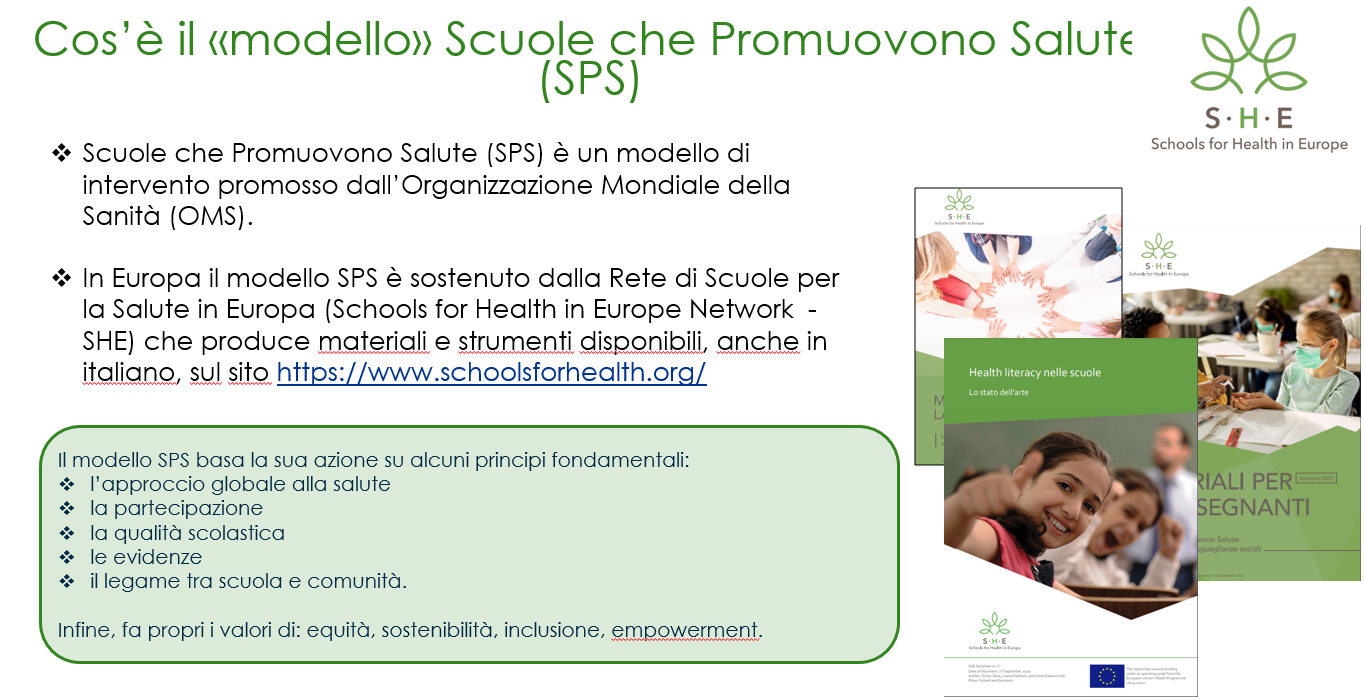 Cos’è il «modello» Scuole che Promuovono Salute
(SPS)
S·H·E
Schools for Health in Europe
❖ Scuole che Promuovono Salute (SPS) è un modello di
intervento promosso dall’Organizzazione Mondiale della
Sanità (OMS).
❖ In Europa il modello SPS è sostenuto dalla Rete di Scuole per
la Salute in Europa (Schools for Health in Europe Network -
SHE) che produce materiali e strumenti disponibili, anche in
italiano, sul sito https://www.schoolsforhealth.org/
Il modello SPS basa la sua azione su alcuni principi fondamentali:
❖ l’approccio globale alla salute
❖ la partecipazione
❖ la qualità scolastica
❖ le evidenze
❖ il legame tra scuola e comunità.
Infine, fa propri i valori di: equità, sostenibilità, inclusione, empowerment.
S·H·E
Schools for Health in Europe
S·H·E
Schools for Health in Europe
Health literacy nelle scuole
Lo stato dell'arte
RIALI PER
SEGNANTI
vono Salute:
guaglianze sociali
S·H·E
Schools for Health in Europe